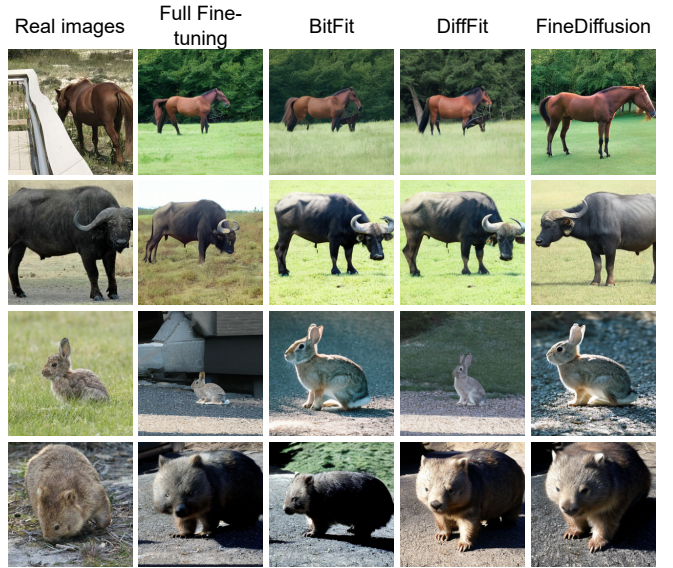 Real images
Full Fine-
tuning
BitFit
DiffFit
FineDiffusion